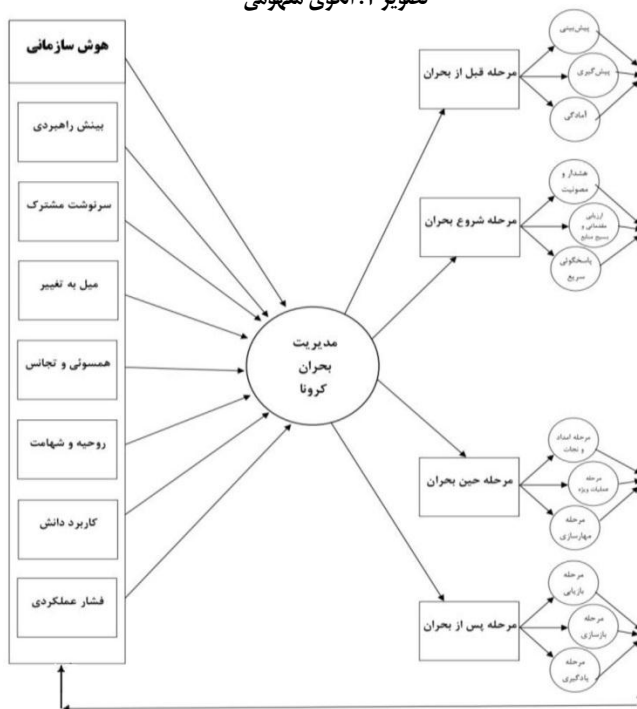 تصویر ۱: الگوی مفهومی
هوش سازمانی
بینش راهبردی
سرنوشت مشترک
میل به تغییر
همسوئی و تجانس
روحیه و شهامت
کاربرد دانش
فشار عملکردی
مدیریت
بحران
کرونا
مرحله قبل از بحران
پیش‌بینی
پیش‌گیری
آمادگی
مرحله شروع بحران
هشدار و
مصونیت
ارزیابی
مقدماتی و
بسیج منابع
پاسخگوئی
سریع
مرحله حین بحران
مرحله امداد
و نجات
مرحله
عملیات ویژه
مرحله
مهارسازی
مرحله پس از بحران
مرحله
بازیابی
مرحله
بازسازی
مرحله
یادگیری